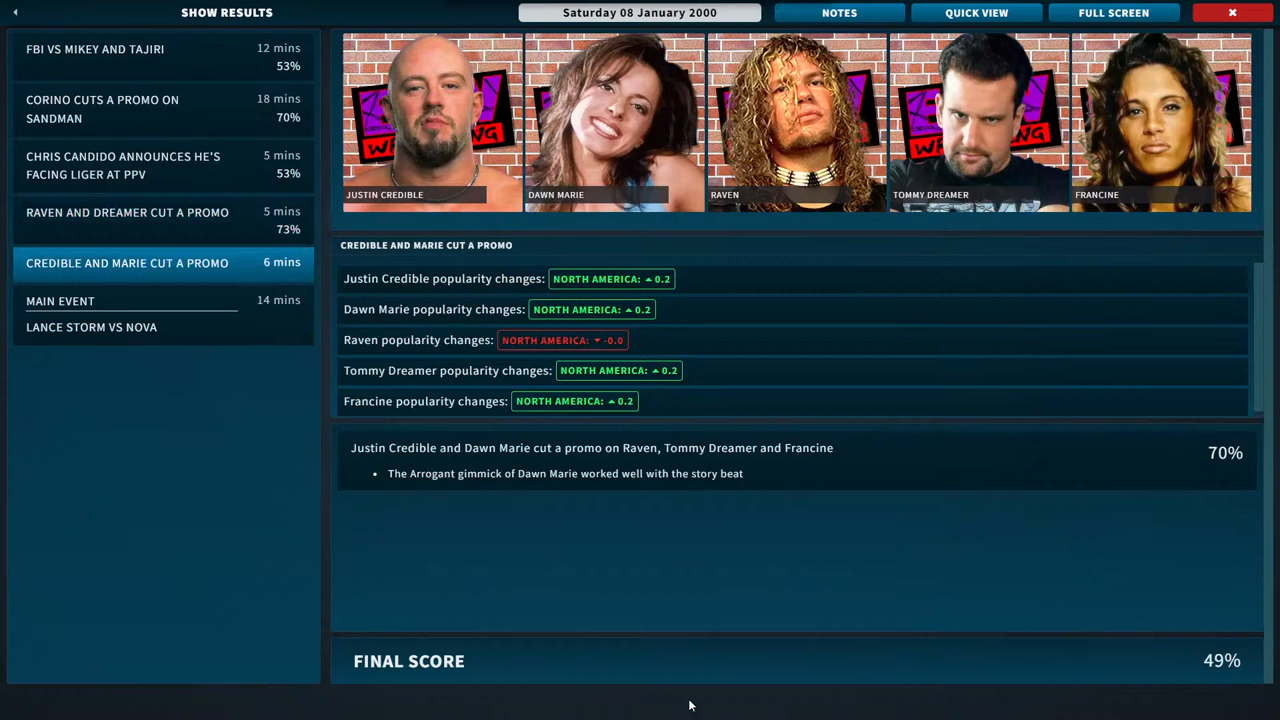 SHOW RESULTS
Saturday 08 January 2000
NOTES
QUICK VIEW
FULL SCREEN
FBI VS MIKEY AND TAJIRI
12 mins
53%
CORINO CUTS A PROMO ON
SANDMAN
18 mins
70%
CHRIS CANDIDO ANNOUNCES HE'S
FACING LIGER AT PPV
5 mins
53%
RAVEN AND DREAMER CUT A PROMO
5 mins
73%
CREDIBLE AND MARIE CUT A PROMO
6 mins
MAIN EVENT
14 mins
LANCE STORM VS NOVA
JUSTIN CREDIBLE
DAWN MARIE
RAVEN
TOMMY DREAMER
FRANCINE
CREDIBLE AND MARIE CUT A PROMO
Justin Credible popularity changes: NORTH AMERICA: 0.2
Dawn Marie popularity changes: NORTH AMERICA: 0.2
Raven popularity changes: NORTH AMERICA: -0.0
Tommy Dreamer popularity changes: NORTH AMERICA: 0.2
Francine popularity changes: NORTH AMERICA: 0.2
Justin Credible and Dawn Marie cut a promo on Raven, Tommy Dreamer and Francine
70%
• The Arrogant gimmick of Dawn Marie worked well with the story beat
FINAL SCORE
49%